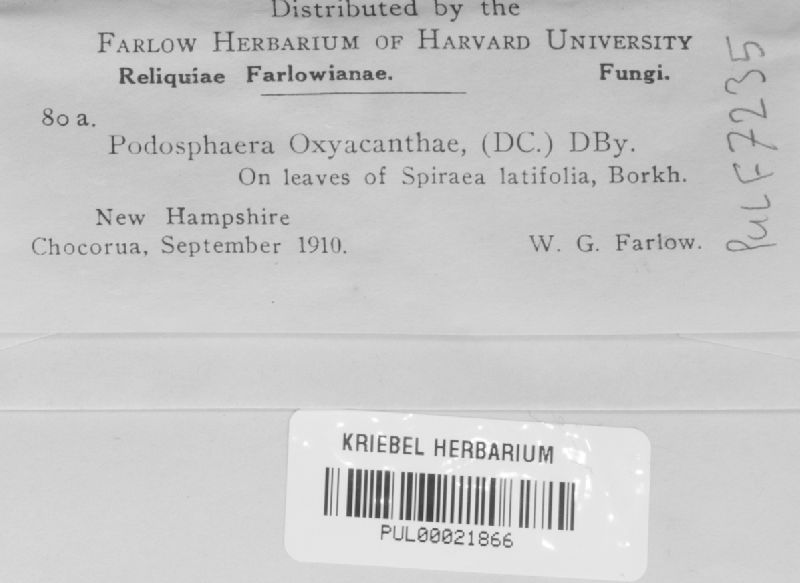 Distributed by the
FARLOW HERBARIUM OF HARVARD UNIVERSITY
Reliquiae Farlowianae. Fungi.
80 a.
Podosphaera Oxyacanthae, (DC.) DBy.
On leaves of Spiraea latifolia, Borkh.
New Hampshire
Chocorua, September 1910. W. G. Farlow.
PUL F7235
KRIEBEL HERBARIUM
PUL00021866